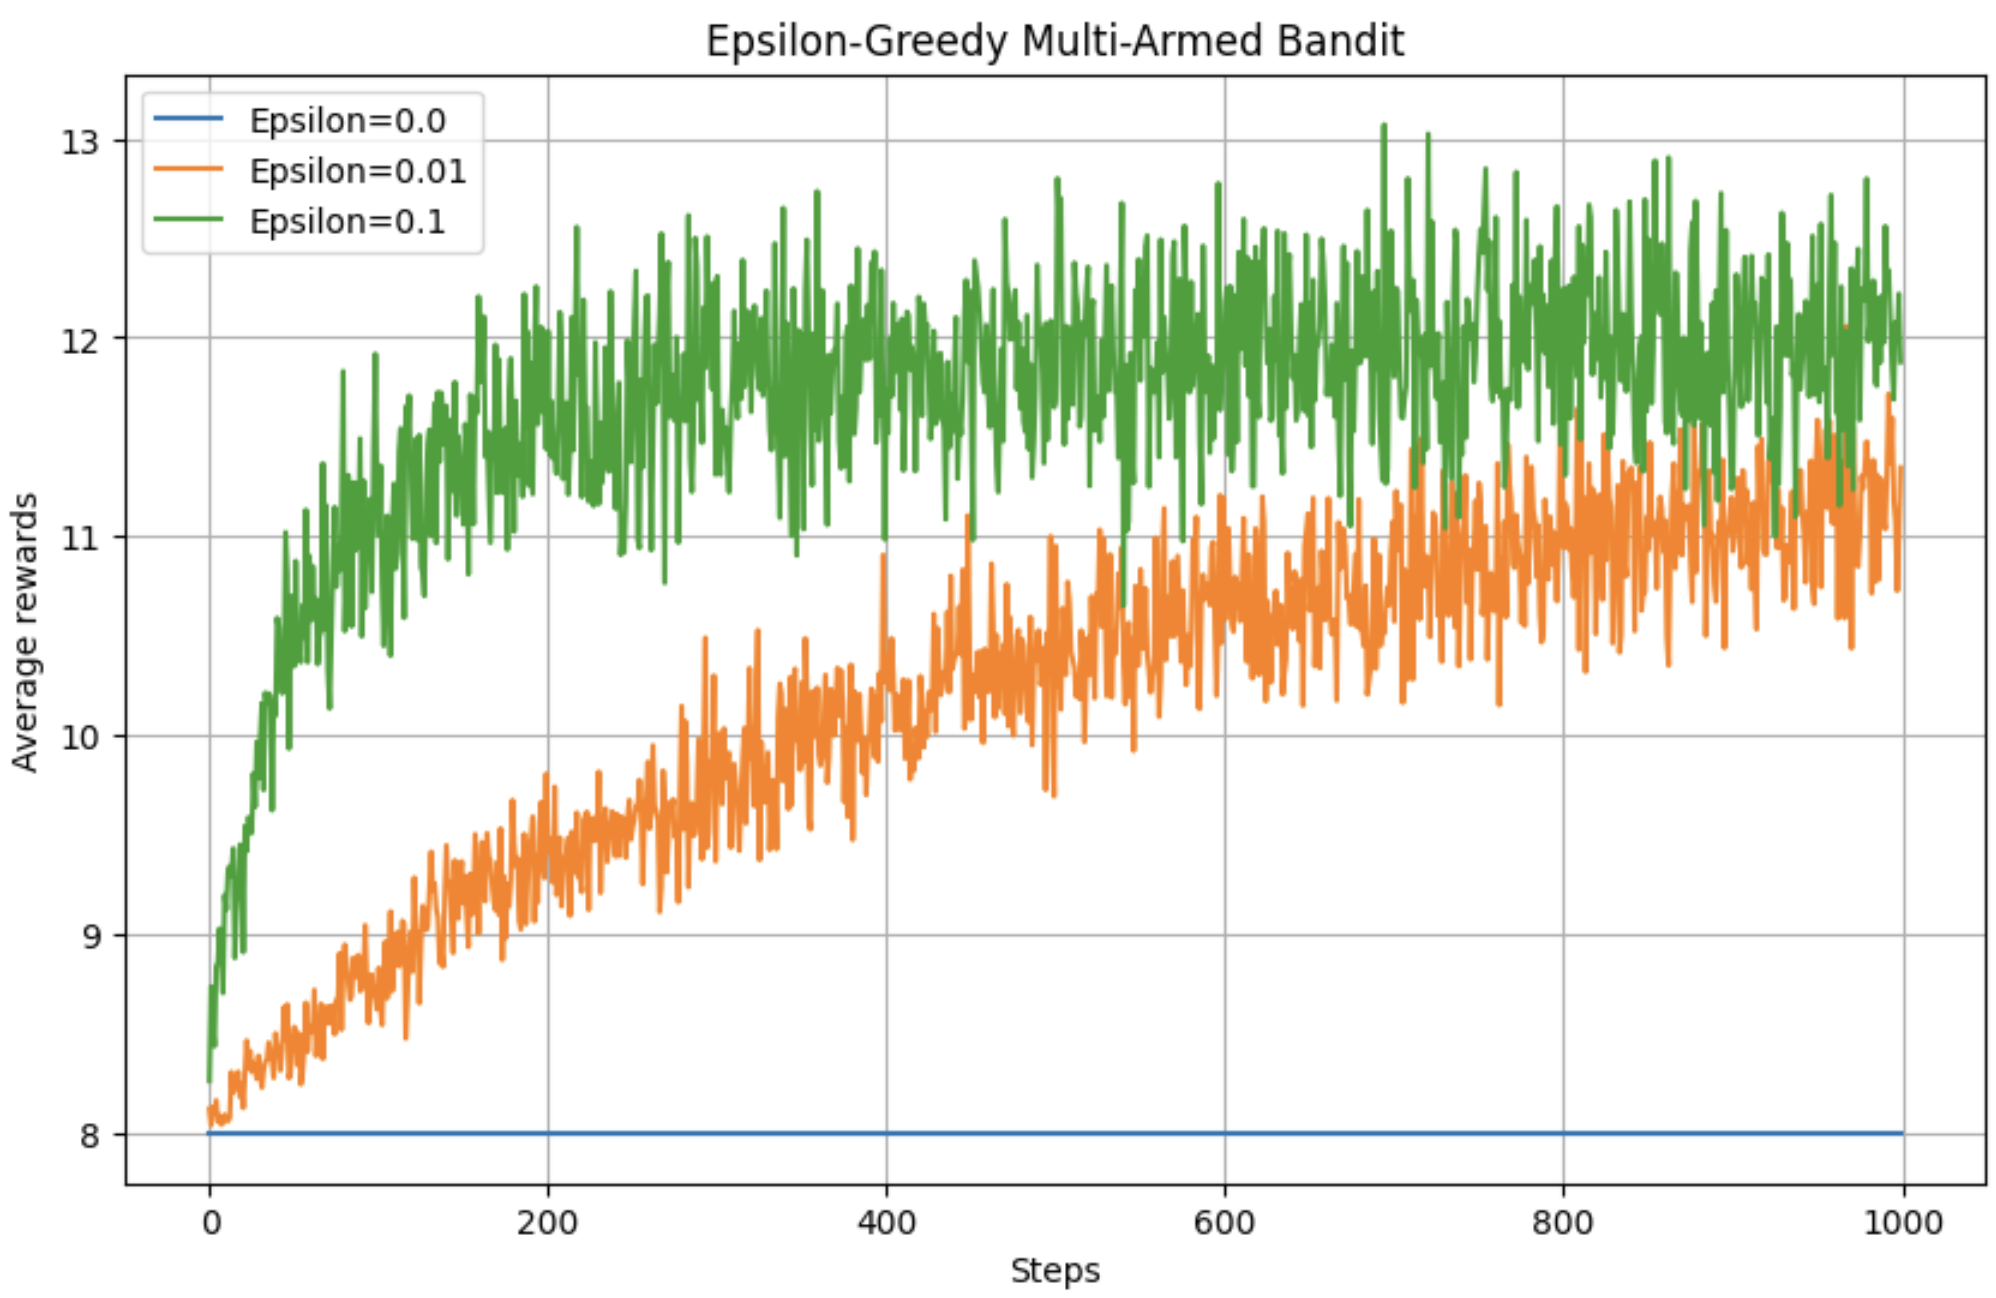 Epsilon-Greedy Multi-Armed Bandit
Epsilon=0.0
Epsilon=0.01
Epsilon=0.1
13
12
11
10
9
8
Average rewards
0 200 400 600 800 1000
Steps